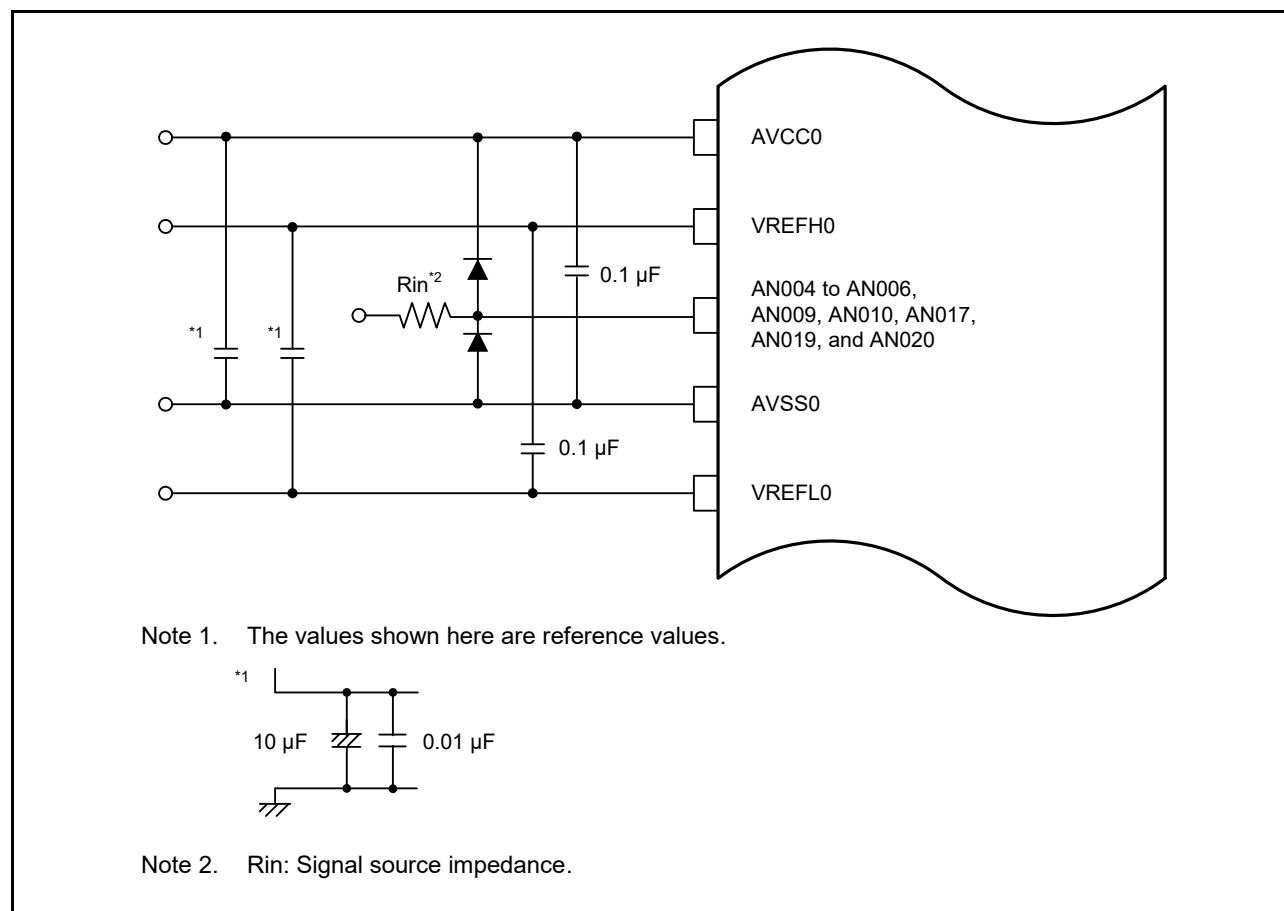 AVCC0
VREFH0
0.1 µF
Rin*2
AN004 to AN006,
AN009, AN010, AN017,
AN019, and AN020
*1
*1
AVSS0
0.1 µF
VREFL0
Note 1. The values shown here are reference values.
*1
10 µF
0.01 µF
Note 2. Rin: Signal source impedance.